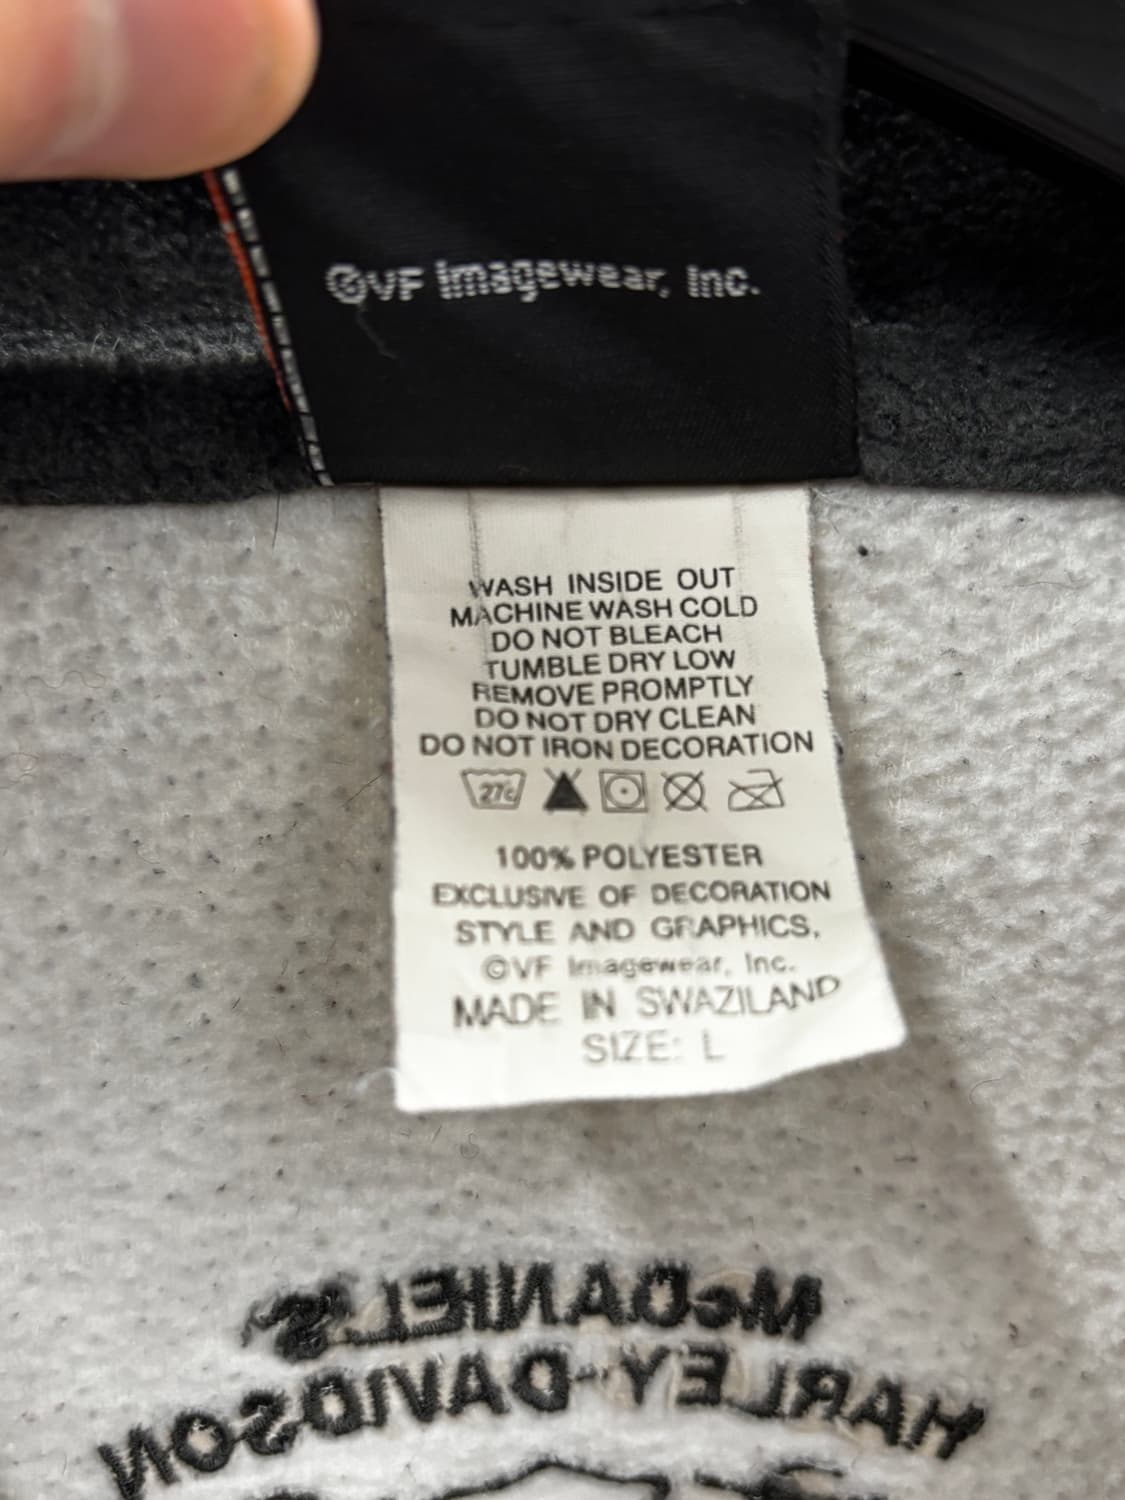 ©VF Imagewear, Inc.
WASH INSIDE OUT
MACHINE WASH COLD
DO NOT BLEACH
TUMBLE DRY LOW
REMOVE PROMPTLY
DO NOT DRY CLEAN
DO NOT IRON DECORATION
27c
100% POLYESTER
EXCLUSIVE OF DECORATION
STYLE AND GRAPHICS,
©VF Imagewear, Inc.
MADE IN SWAZILAND
SIZE: L
McDANIEL'S
HARLEY-DAVIDSON